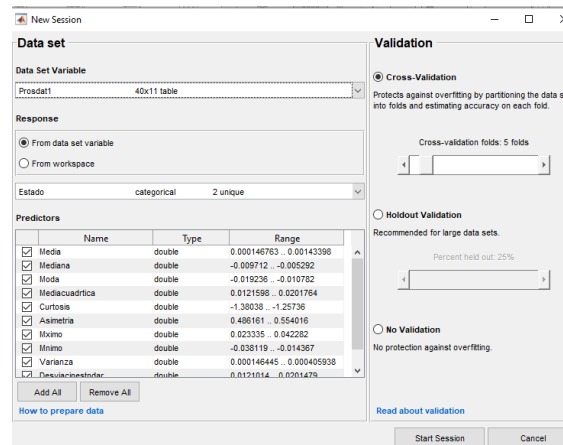 New Session
Data set
Data Set Variable
Prosdat1 40x11 table
Response
From data set variable
From workspace
Estado categorical 2 unique
Predictors
Name Type Range
Media double 0.000146763 .. 0.00143398
Mediana double -0.009712 .. -0.005292
Moda double -0.019236 .. -0.010782
Mediacuadrtica double 0.0121598 .. 0.0201764
Curtosis double -1.38038 .. -1.25736
Asimetria double 0.486161 .. 0.554016
Mximo double 0.023335 .. 0.042282
Mnimo double -0.038119 .. -0.014367
Varianza double 0.000146445 .. 0.000405938
Desviacinestndar double 0.0121014 .. 0.0201479
Add All Remove All
How to prepare data
Validation
Cross-Validation
Protects against overfitting by partitioning the data s
into folds and estimating accuracy on each fold.
Cross-validation folds: 5 folds
Holdout Validation
Recommended for large data sets.
Percent held out: 25%
No Validation
No protection against overfitting.
Read about validation
Start Session Cancel